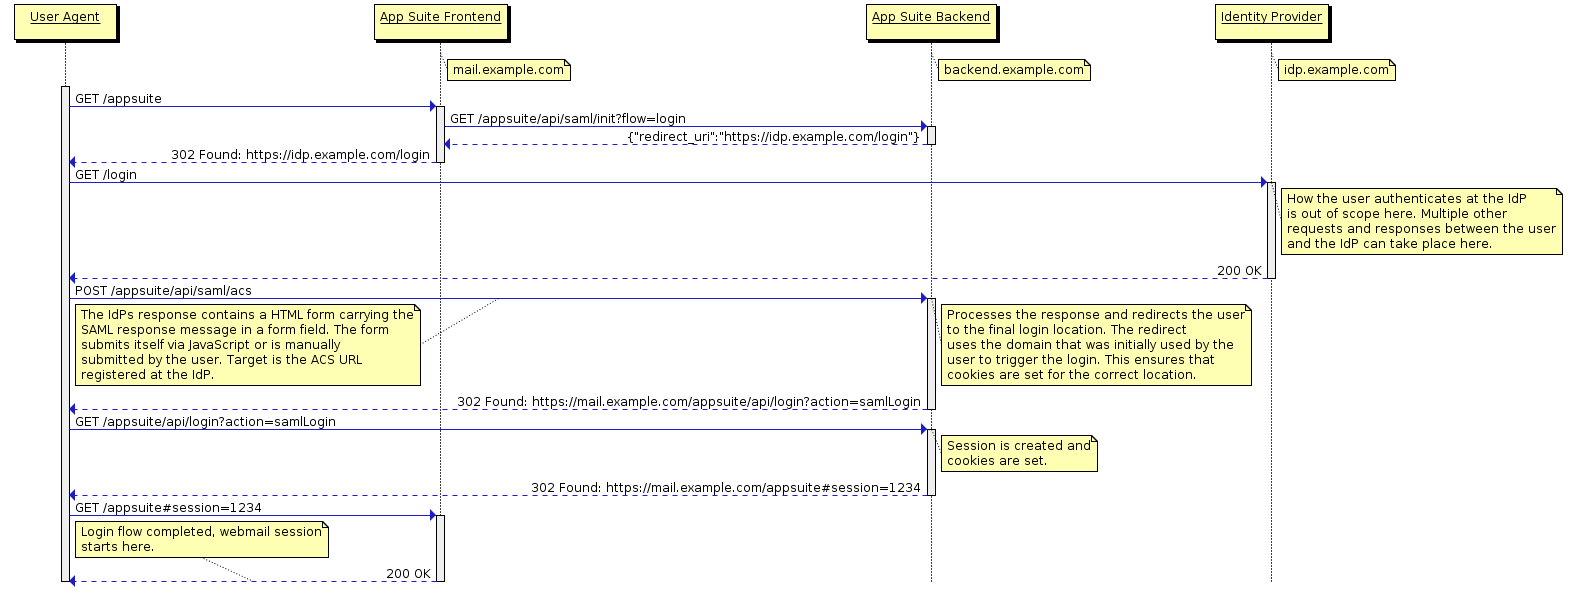 User Agent
App Suite Frontend
App Suite Backend
Identity Provider
mail.example.com
backend.example.com
idp.example.com
GET /appsuite
GET /appsuite/api/saml/init?flow=login
{"redirect_uri":"https://idp.example.com/login"}
302 Found: https://idp.example.com/login
GET /login
How the user authenticates at the IdP
is out of scope here. Multiple other
requests and responses between the user
and the IdP can take place here.
200 OK
POST /appsuite/api/saml/acs
The IdPs response contains a HTML form carrying the
SAML response message in a form field. The form
submits itself via JavaScript or is manually
submitted by the user. Target is the ACS URL
registered at the IdP.
Processes the response and redirects the user
to the final login location. The redirect
uses the domain that was initially used by the
user to trigger the login. This ensures that
cookies are set for the correct location.
302 Found: https://mail.example.com/appsuite/api/login?action=samlLogin
GET /appsuite/api/login?action=samlLogin
Session is created and
cookies are set.
302 Found: https://mail.example.com/appsuite#session=1234
GET /appsuite#session=1234
Login flow completed, webmail session
starts here.
200 OK